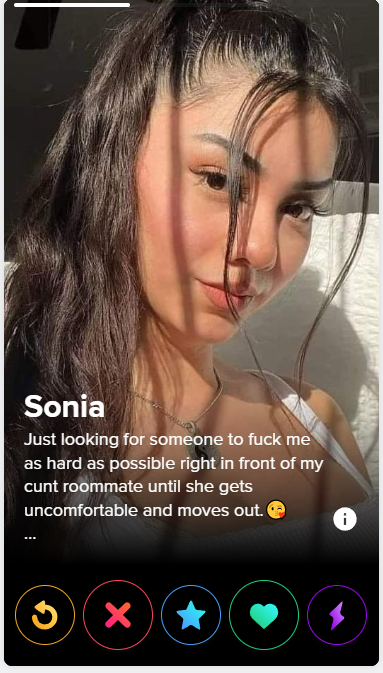 Sonia
Just looking for someone to fuck me
as hard as possible right in front of my
cunt roommate until she gets
uncomfortable and moves out.😘
...